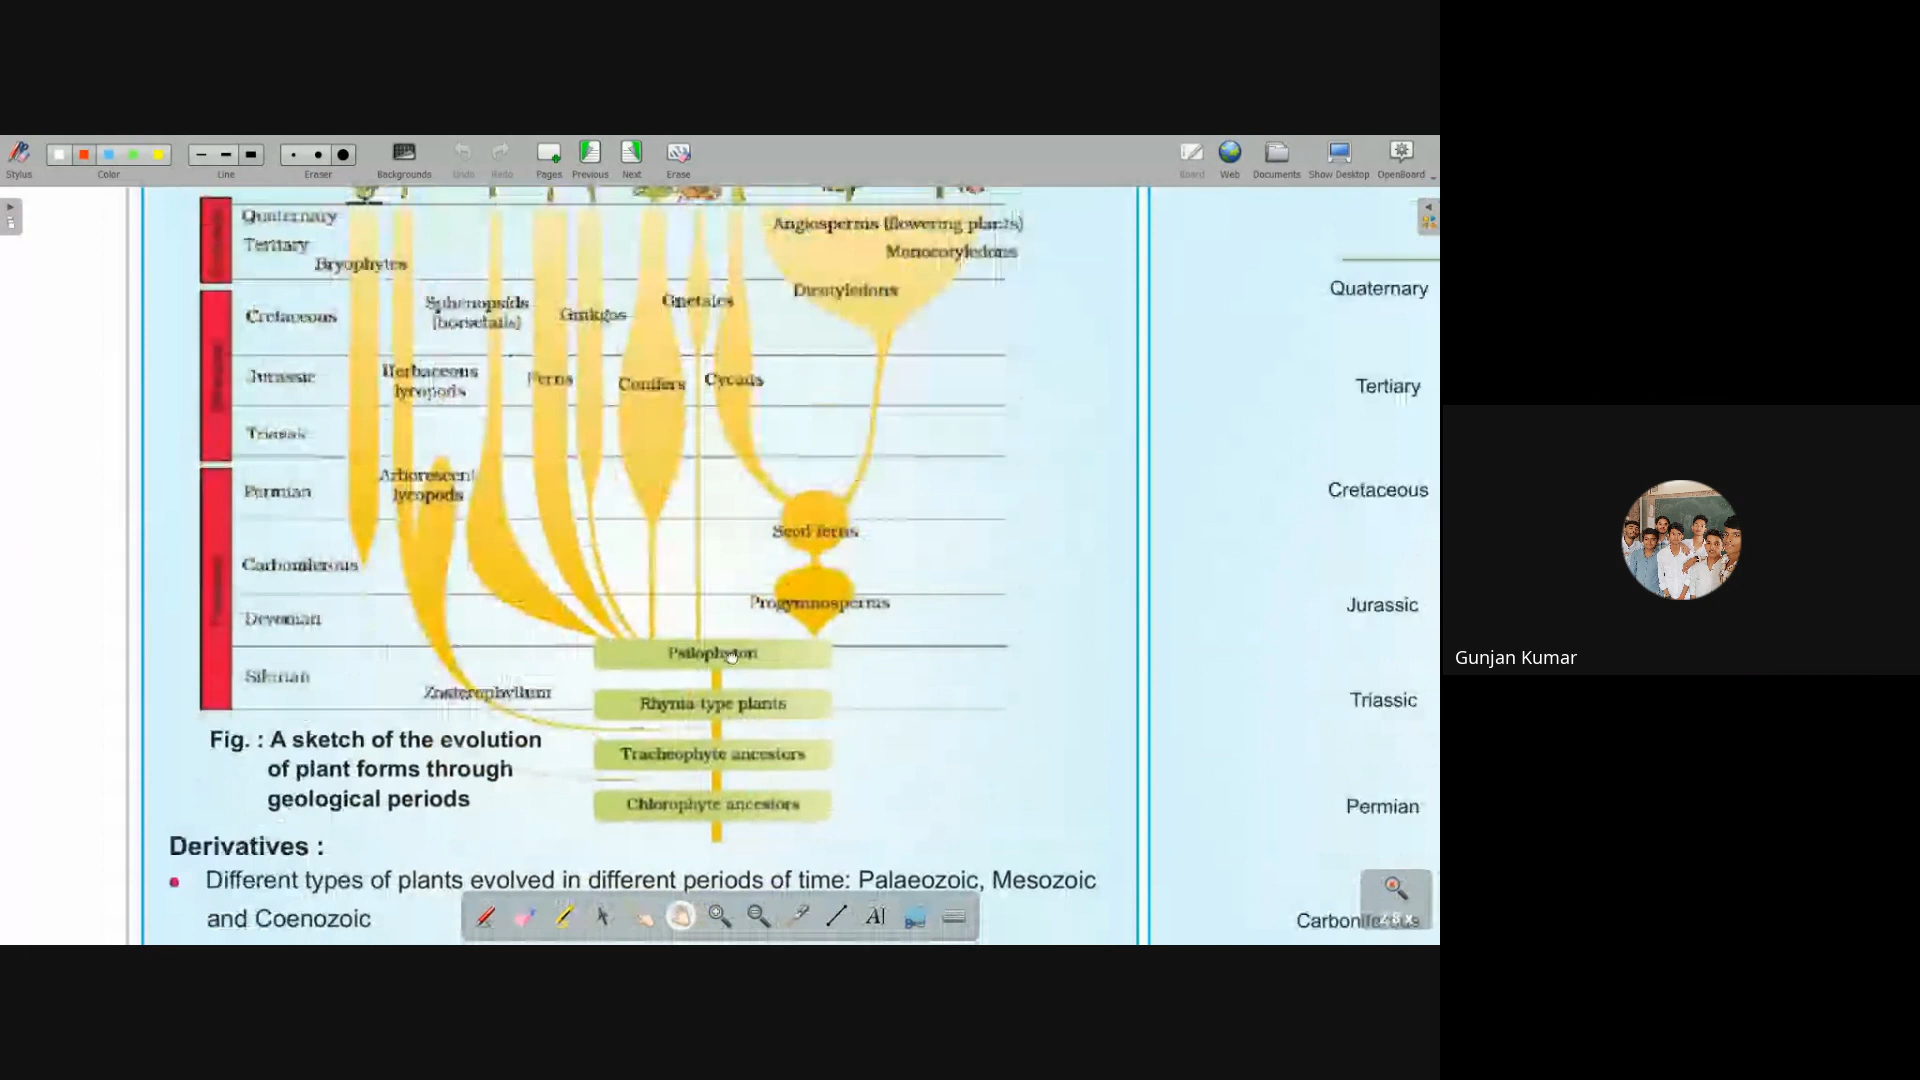 Stylus
Color
Line
Eraser
Backgrounds
Undo
Redo
Pages
Previous
Next
Erase
Board
Web
Documents
Show Desktop
OpenBoard
Quaternary
Tertiary
Bryophytes
Cretaceous
Jurassic
Triassic
Permian
Carboniferous
Devonian
Silurian
Angiosperms (flowering plants)
Monocotyledons
Dicotyledons
Sphenopsids
(horsetails)
Ginkgos
Gnetales
Herbaceous
lycopods
Ferns
Conifers
Cycads
Arborescent
lycopods
Seed ferns
Progymnosperms
Psilophyton
Zosterophyllum
Rhynia-type plants
Tracheophyte ancestors
Chlorophyte ancestors
Fig. : A sketch of the evolution
of plant forms through
geological periods
Derivatives :
Different types of plants evolved in different periods of time: Palaeozoic, Mesozoic
and Coenozoic
Quaternary
Tertiary
Cretaceous
Jurassic
Triassic
Permian
Carboniferous
Gunjan Kumar